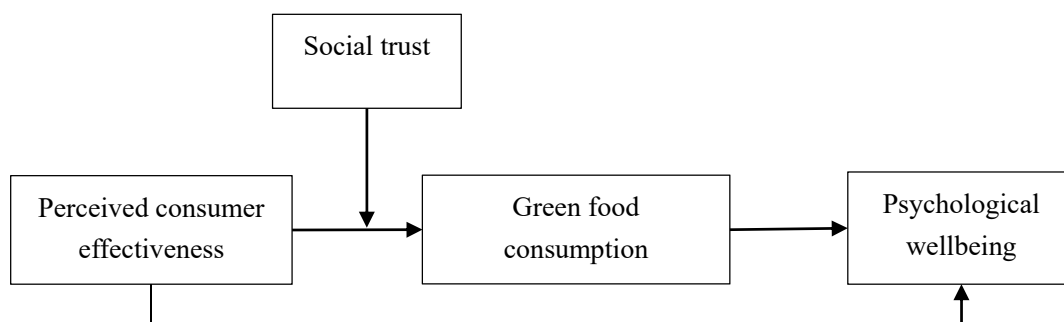 Social trust
Perceived consumer
effectiveness
Green food
consumption
Psychological
wellbeing